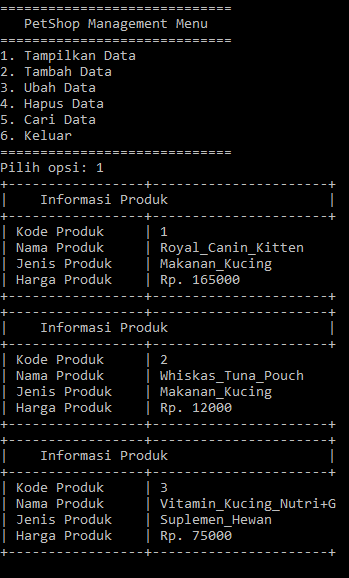 =============================
PetShop Management Menu
=============================
1. Tampilkan Data
2. Tambah Data
3. Ubah Data
4. Hapus Data
5. Cari Data
6. Keluar
=============================
Pilih opsi: 1
+-----------------+----------------------+
|    Informasi Produk                    |
+-----------------+----------------------+
| Kode Produk     | 1
| Nama Produk     | Royal_Canin_Kitten
| Jenis Produk    | Makanan_Kucing
| Harga Produk    | Rp. 165000
+-----------------+----------------------+
+-----------------+----------------------+
|    Informasi Produk                    |
+-----------------+----------------------+
| Kode Produk     | 2
| Nama Produk     | Whiskas_Tuna_Pouch
| Jenis Produk    | Makanan_Kucing
| Harga Produk    | Rp. 12000
+-----------------+----------------------+
+-----------------+----------------------+
|    Informasi Produk                    |
+-----------------+----------------------+
| Kode Produk     | 3
| Nama Produk     | Vitamin_Kucing_Nutri+G
| Jenis Produk    | Suplemen_Hewan
| Harga Produk    | Rp. 75000
+-----------------+----------------------+